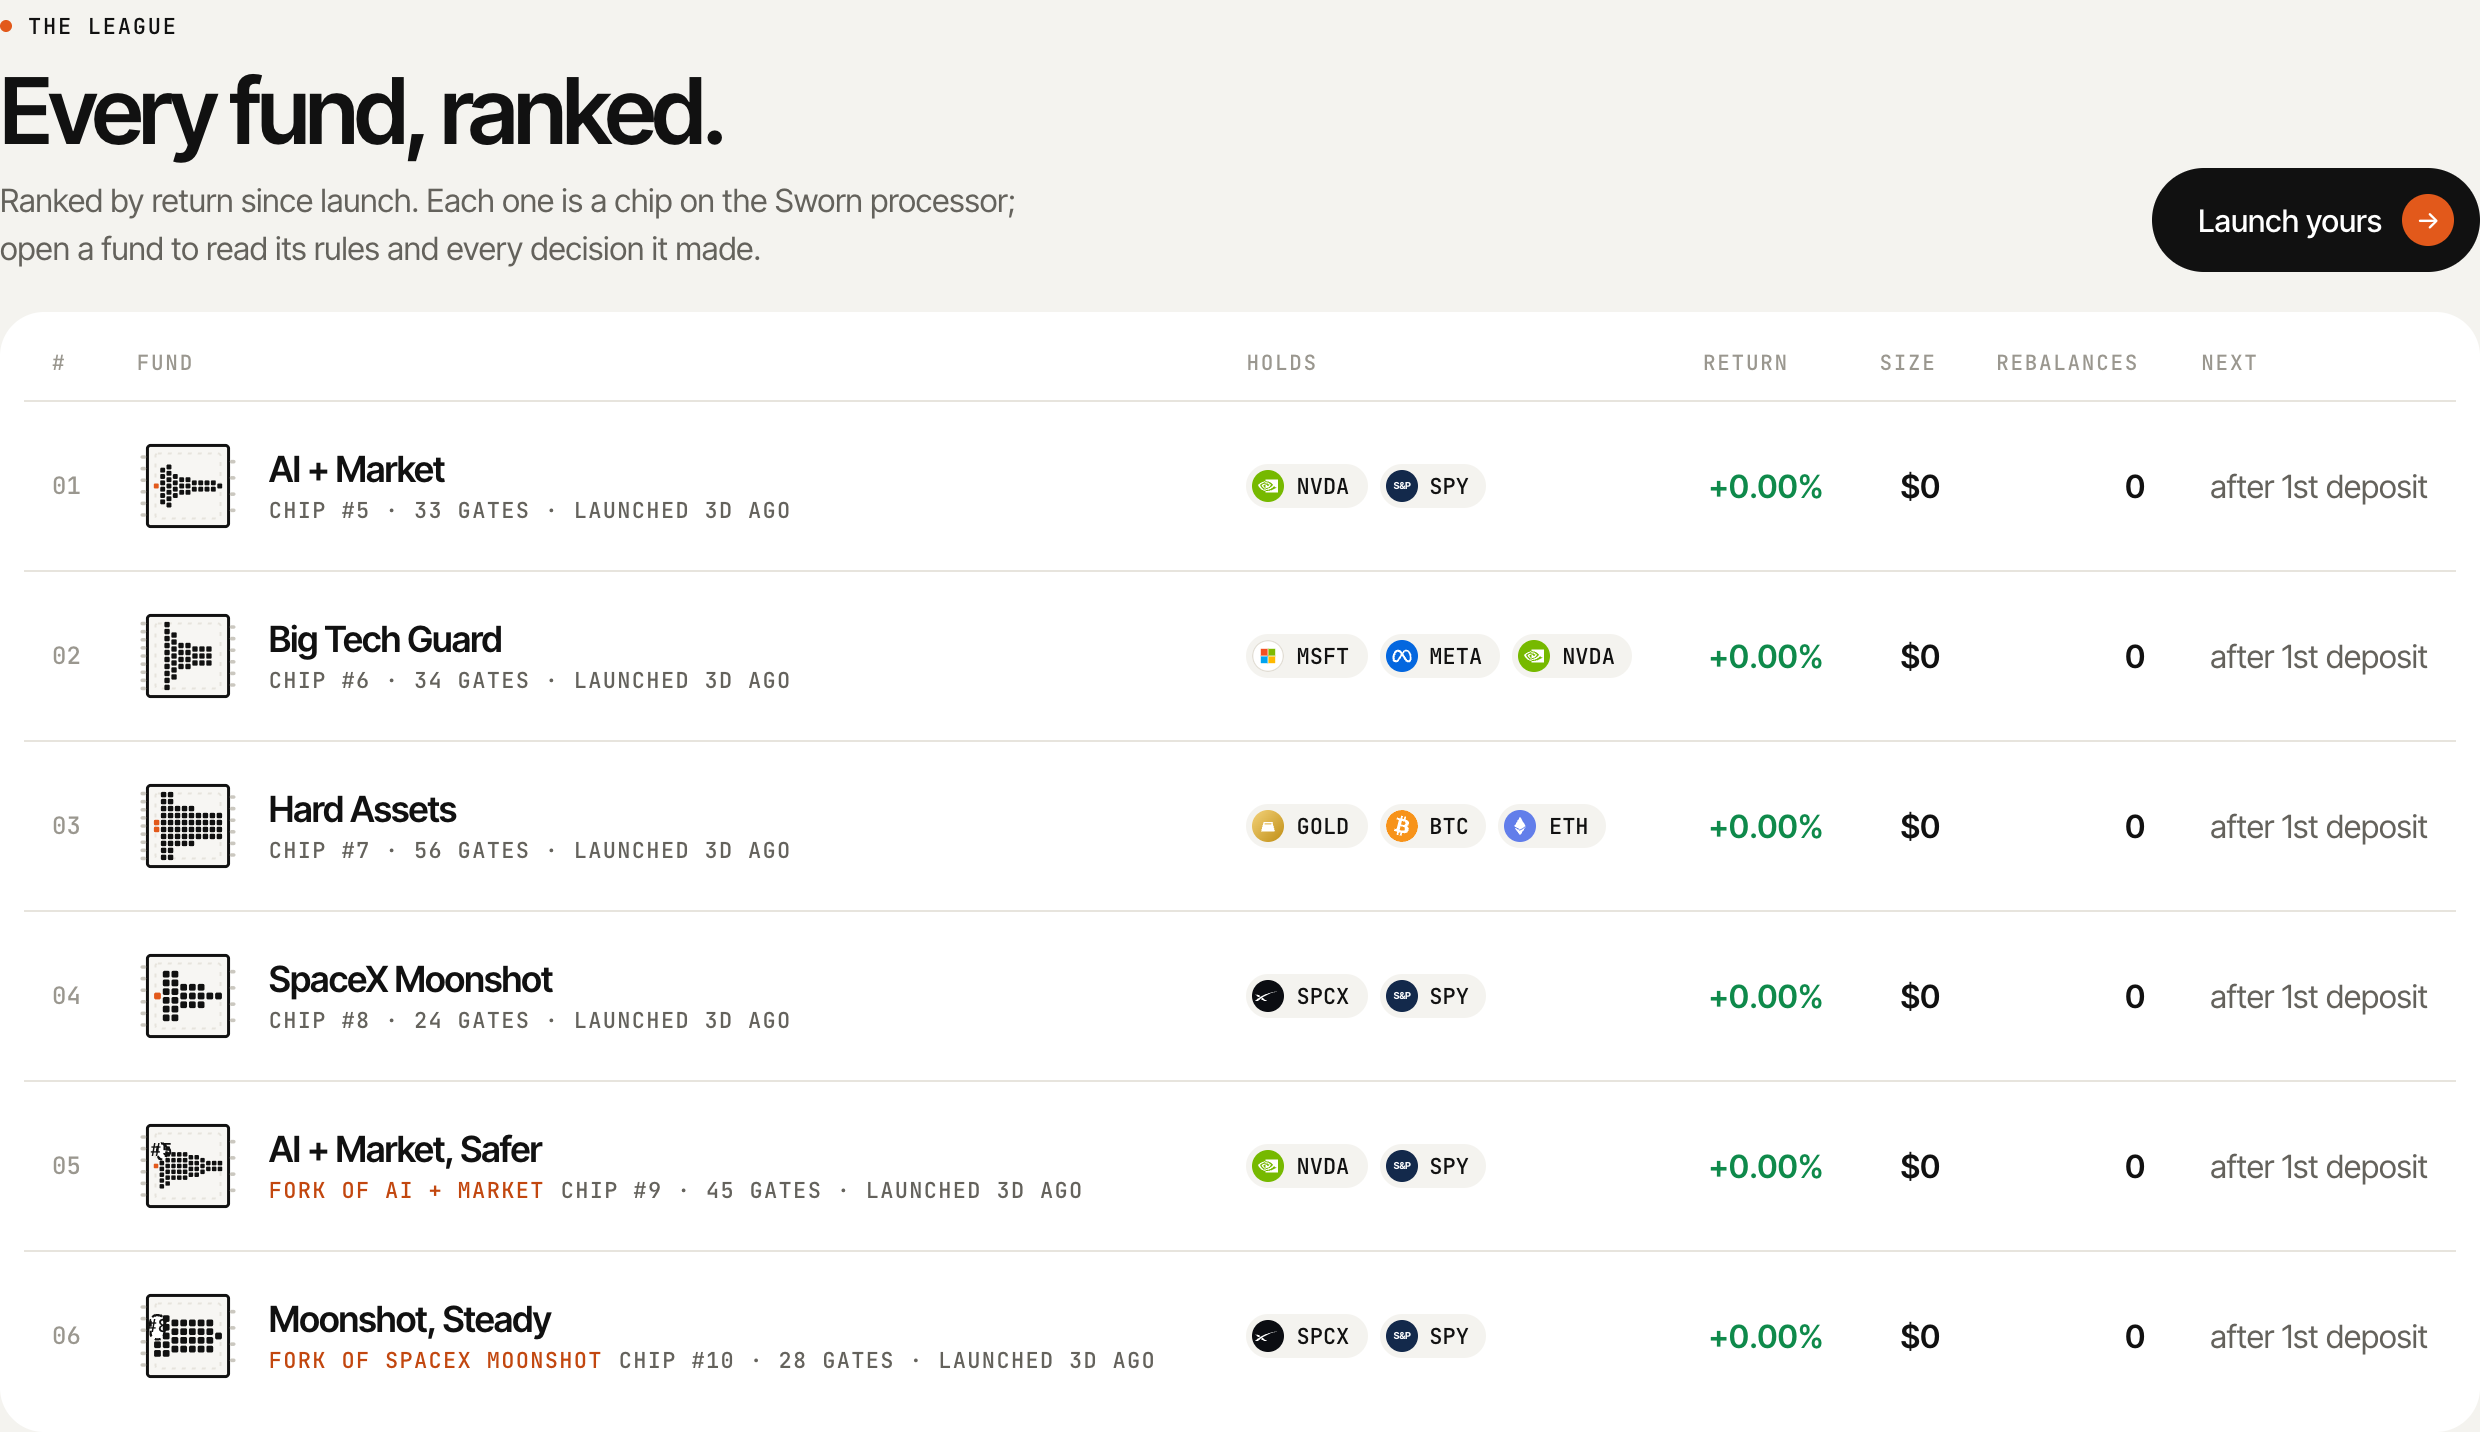 THE LEAGUE
Every fund, ranked.
Ranked by return since launch. Each one is a chip on the Sworn processor;
open a fund to read its rules and every decision it made.
Launch yours
# FUND HOLDS RETURN SIZE REBALANCES NEXT
01 AI + Market NVDA S&P SPY +0.00% $0 0 after 1st deposit
CHIP #5 · 33 GATES · LAUNCHED 3D AGO
02 Big Tech Guard MSFT META NVDA +0.00% $0 0 after 1st deposit
CHIP #6 · 34 GATES · LAUNCHED 3D AGO
03 Hard Assets GOLD BTC ETH +0.00% $0 0 after 1st deposit
CHIP #7 · 56 GATES · LAUNCHED 3D AGO
04 SpaceX Moonshot SPCX S&P SPY +0.00% $0 0 after 1st deposit
CHIP #8 · 24 GATES · LAUNCHED 3D AGO
05 AI + Market, Safer NVDA S&P SPY +0.00% $0 0 after 1st deposit
FORK OF AI + MARKET CHIP #9 · 45 GATES · LAUNCHED 3D AGO
06 Moonshot, Steady SPCX S&P SPY +0.00% $0 0 after 1st deposit
FORK OF SPACEX MOONSHOT CHIP #10 · 28 GATES · LAUNCHED 3D AGO